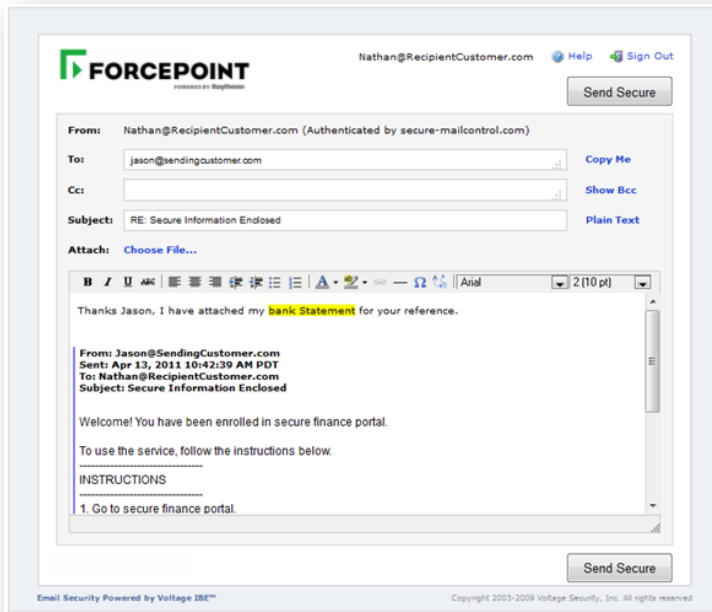 FORCEPOINT
POWERED BY Raytheon
Nathan@RecipientCustomer.com Help Sign Out
Send Secure
From: Nathan@RecipientCustomer.com (Authenticated by secure-mailcontrol.com)
To: jason@sendingcustomer.com Copy Me
Cc: Show Bcc
Subject: RE: Secure Information Enclosed Plain Text
Attach: Choose File...
B I U ABC A Ω Arial 2 (10 pt)
Thanks Jason, I have attached my bank Statement for your reference.
From: Jason@SendingCustomer.com
Sent: Apr 13, 2011 10:42:39 AM PDT
To: Nathan@RecipientCustomer.com
Subject: Secure Information Enclosed
Welcome! You have been enrolled in secure finance portal.
To use the service, follow the instructions below.
--------------------------------
INSTRUCTIONS
--------------------------------
1. Go to secure finance portal.
Send Secure
Email Security Powered by Voltage IBE™ Copyright 2003-2009 Voltage Security, Inc. All rights reserved